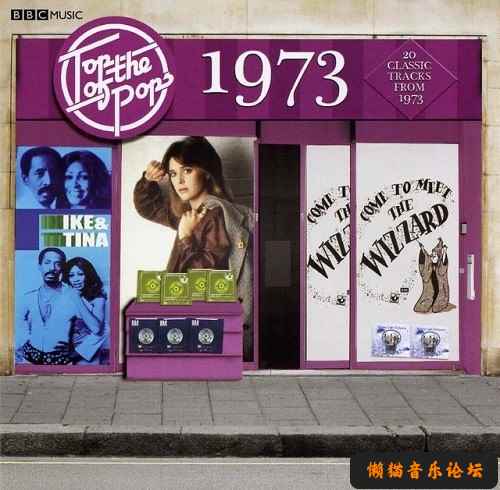 BBC MUSIC
Top of the Pops
1973
20
CLASSIC
TRACKS
FROM
1973
IKE&
TINA
COME TO MEET
THE
WIZZARD
COME TO MEET
THE
WIZZARD
懒猫音乐论坛